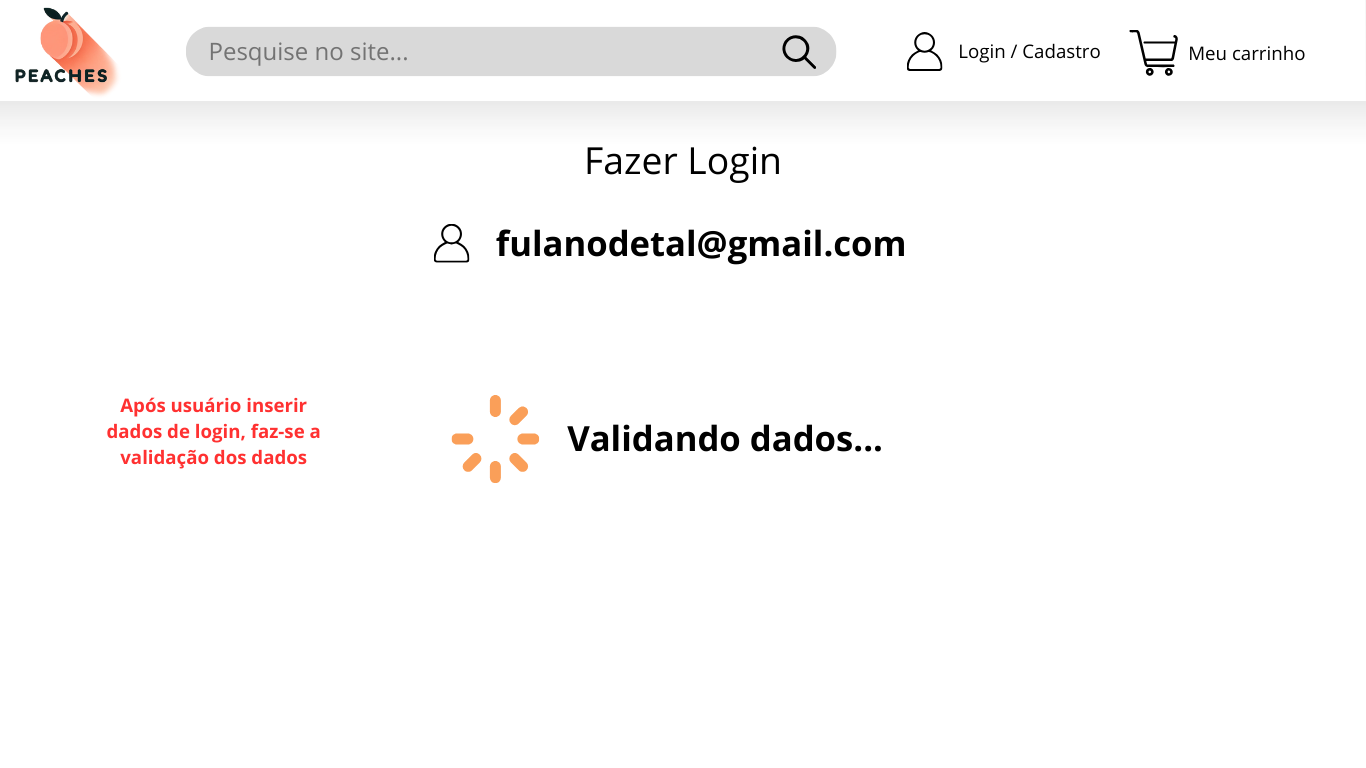 PEACHES
Pesquise no site...
Login / Cadastro
Meu carrinho
Fazer Login
fulanodetal@gmail.com
Após usuário inserir
dados de login, faz-se a
validação dos dados
Validando dados...